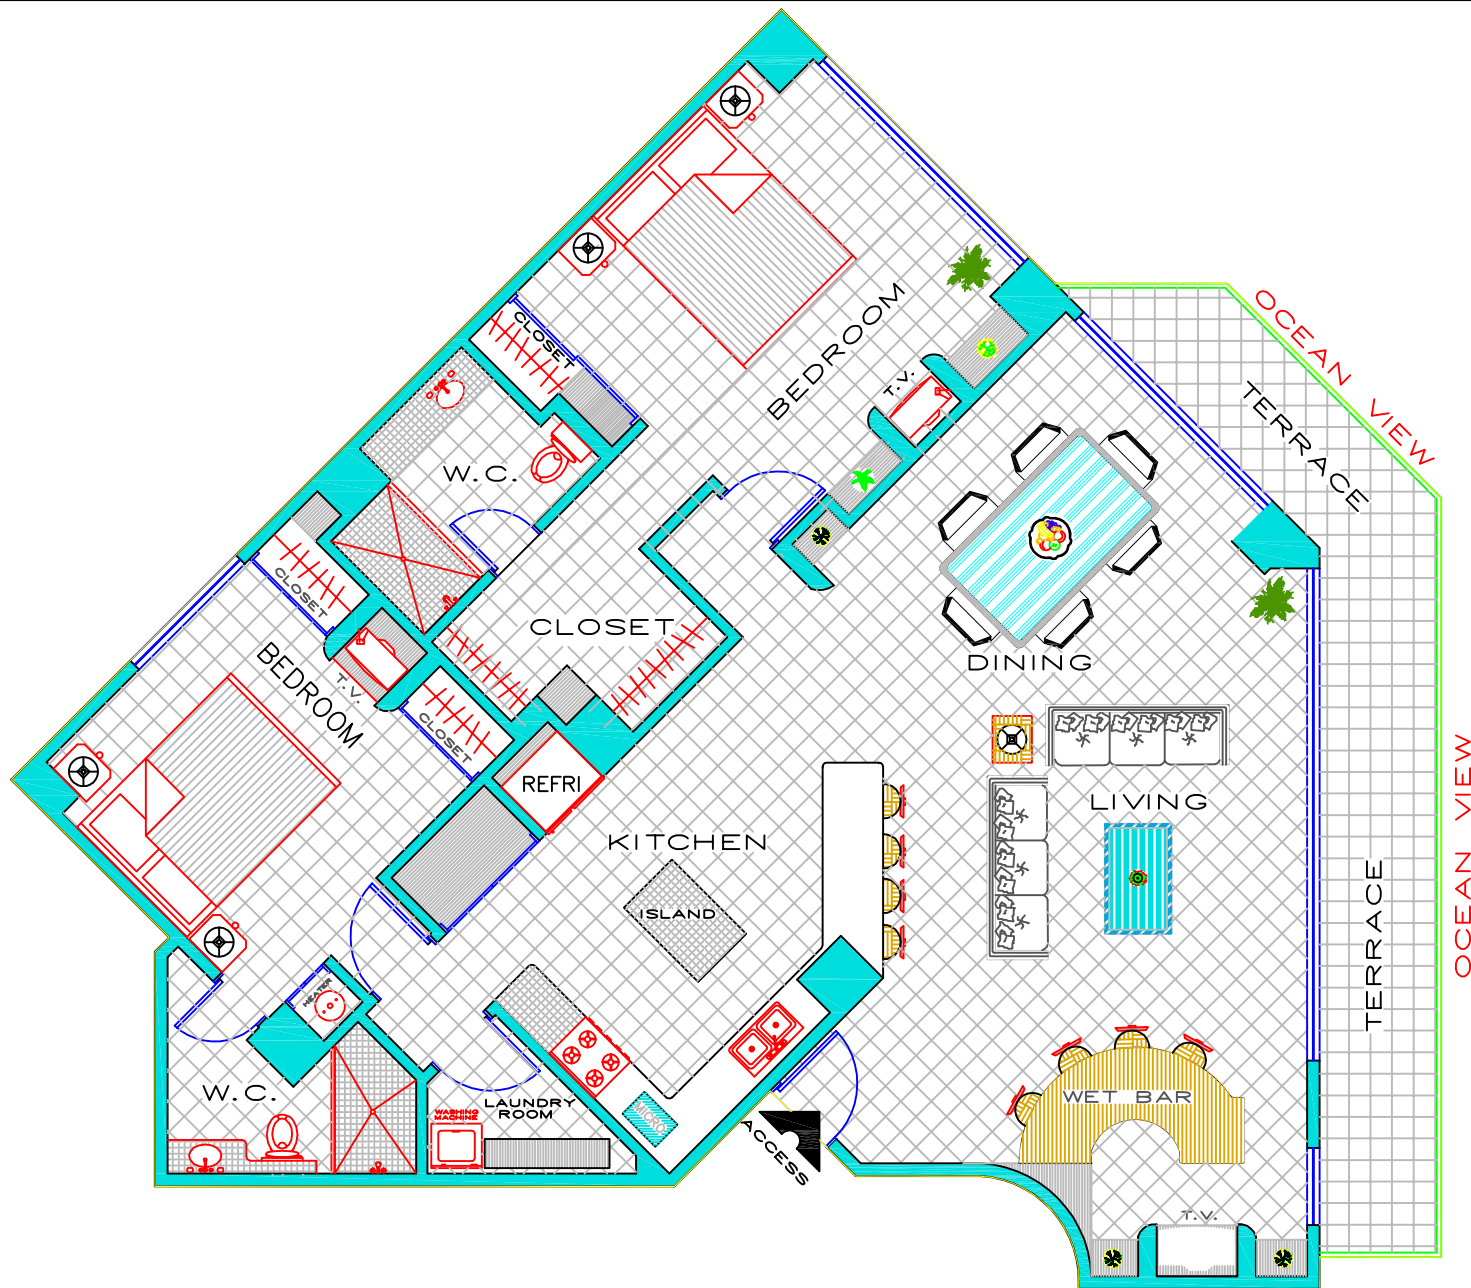 OCEAN VIEW
CLOSET
BEDROOM
T.V.
TERRACE
W.C.
CLOSET
CLOSET
BEDROOM
T.V.
DINING
CLOSET
REFRI
LIVING
OCEAN VIEW
KITCHEN
ISLAND
TERRACE
HEATER
W.C.
LAUNDRY
ROOM
WASHING
MACHINE
MICRO
ACCESS
WET BAR
T.V.